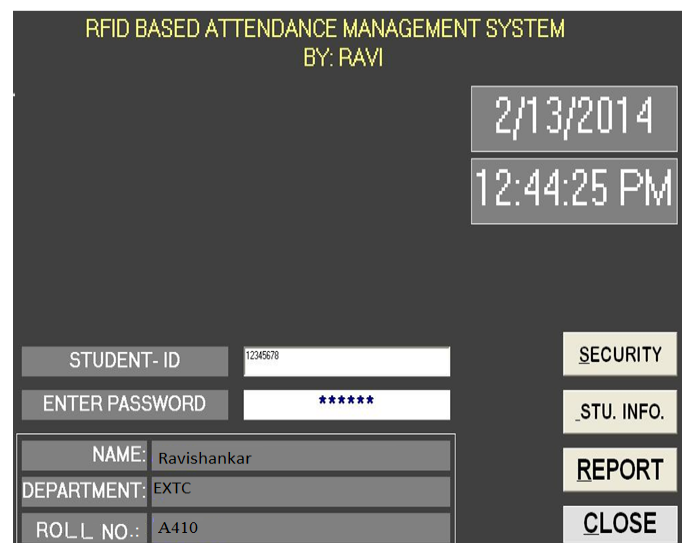 RFID BASED ATTENDANCE MANAGEMENT SYSTEM
BY: RAVI
2/13/2014
12:44:25 PM
STUDENT- ID 12345678
SECURITY
ENTER PASSWORD ******
_STU. INFO.
NAME: Ravishankar
REPORT
DEPARTMENT: EXTC
ROLL NO.: A410
CLOSE